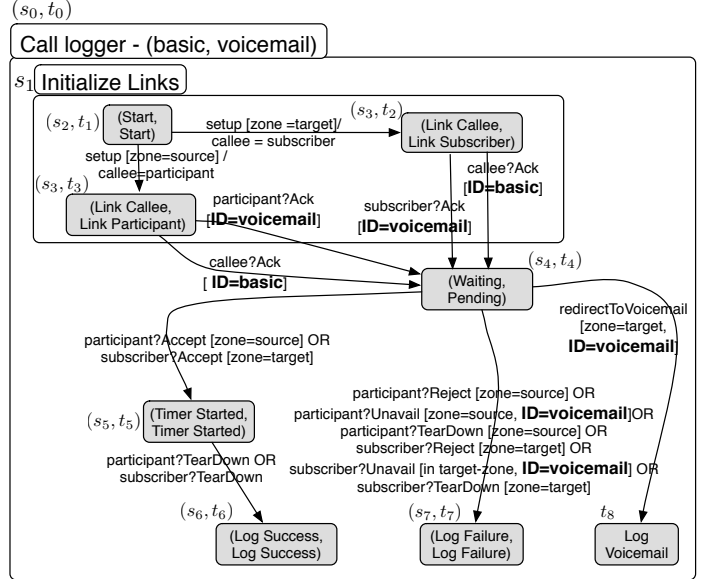 (s₀, t₀)
Call logger - (basic, voicemail)
s₁ Initialize Links
(s₂, t₁)
(Start,
Start)
setup [zone =target]/
callee = subscriber
(s₃, t₂)
(Link Callee,
Link Subscriber)
setup [zone=source] /
callee=participant
(s₃, t₃)
(Link Callee,
Link Participant)
participant?Ack
[ID=voicemail]
subscriber?Ack
[ID=voicemail]
callee?Ack
[ID=basic]
callee?Ack
[ ID=basic]
(s₄, t₄)
(Waiting,
Pending)
redirectToVoicemail
[zone=target,
ID=voicemail]
participant?Accept [zone=source] OR
subscriber?Accept [zone=target]
(s₅, t₅)
(Timer Started,
Timer Started)
participant?Reject [zone=source] OR
participant?Unavail [zone=source, ID=voicemail]OR
participant?TearDown [zone=source] OR
subscriber?Reject [zone=target] OR
subscriber?Unavail [in target-zone, ID=voicemail] OR
subscriber?TearDown [zone=target]
participant?TearDown OR
subscriber?TearDown
(s₆, t₆)
(Log Success,
Log Success)
(s₇, t₇)
(Log Failure,
Log Failure)
t₈
Log
Voicemail